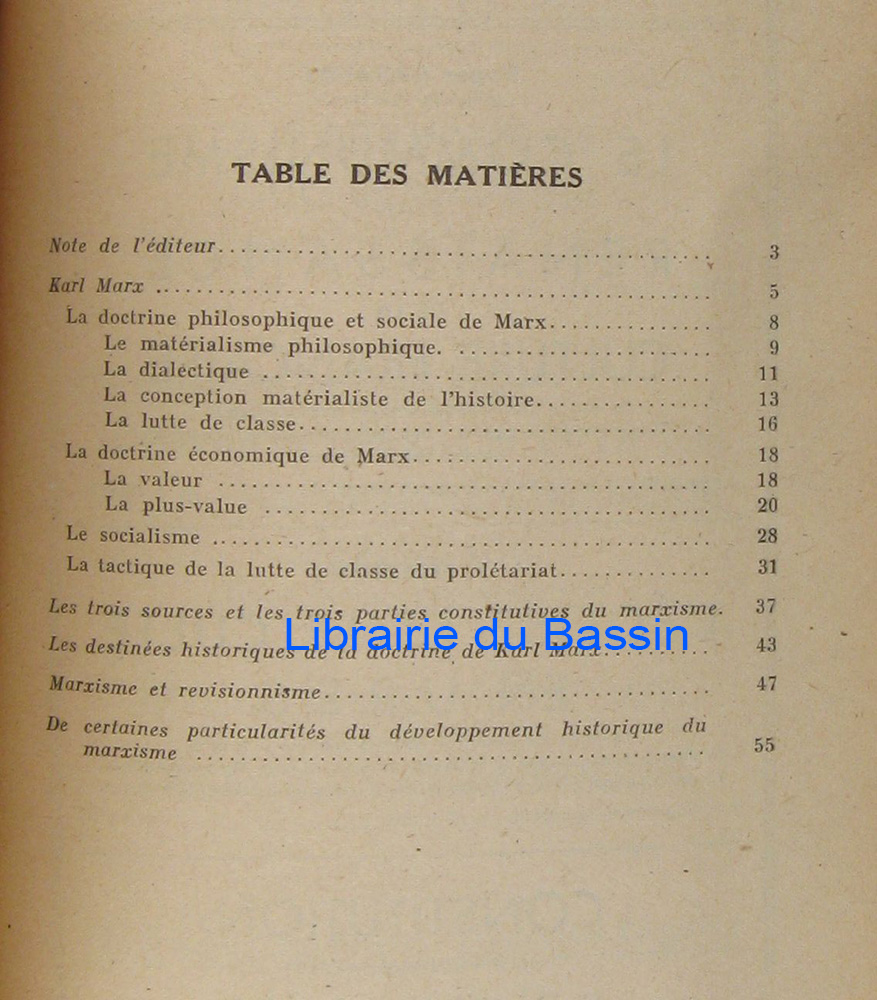 TABLE DES MATIÈRES
Note de l'éditeur 3
Karl Marx 5
La doctrine philosophique et sociale de Marx 8
Le matérialisme philosophique. 9
La dialectique 11
La conception matérialiste de l'histoire 13
La lutte de classe 16
La doctrine économique de Marx 18
La valeur 18
La plus-value 20
Le socialisme 28
La tactique de la lutte de classe du prolétariat 31
Les trois sources et les trois parties constitutives du marxisme. 37
Librairie du Bassin
Les destinées historiques de la doctrine de Karl Marx 43
Marxisme et revisionnisme 47
De certaines particularités du développement historique du
marxisme 55